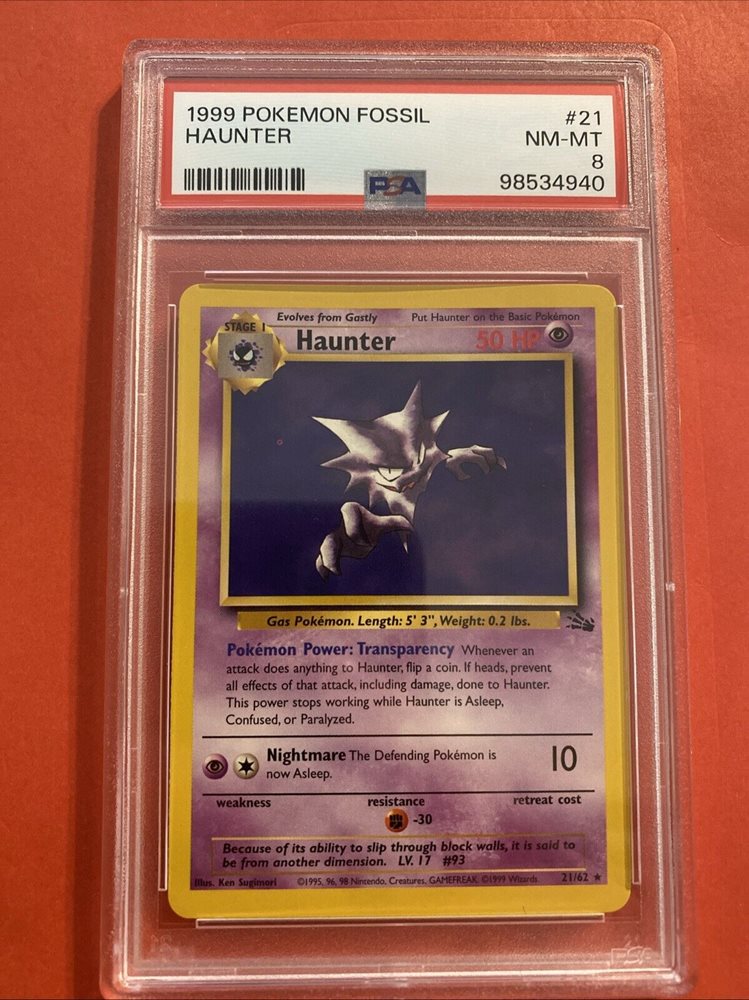 1999 POKEMON FOSSIL #21
HAUNTER NM-MT
8
PSA 98534940
Evolves from Gastly Put Haunter on the Basic Pokémon
STAGE 1
Haunter 50 HP
Gas Pokémon. Length: 5' 3", Weight: 0.2 lbs.
Pokémon Power: Transparency Whenever an
attack does anything to Haunter, flip a coin. If heads, prevent
all effects of that attack, including damage, done to Haunter.
This power stops working while Haunter is Asleep,
Confused, or Paralyzed.
Nightmare The Defending Pokémon is 10
now Asleep.
weakness resistance retreat cost
-30
Because of its ability to slip through block walls, it is said to
be from another dimension. LV. 17 #93
Illus. Ken Sugimori ©1995, 96, 98 Nintendo, Creatures, GAMEFREAK. ©1999 Wizards. 21/62 ★